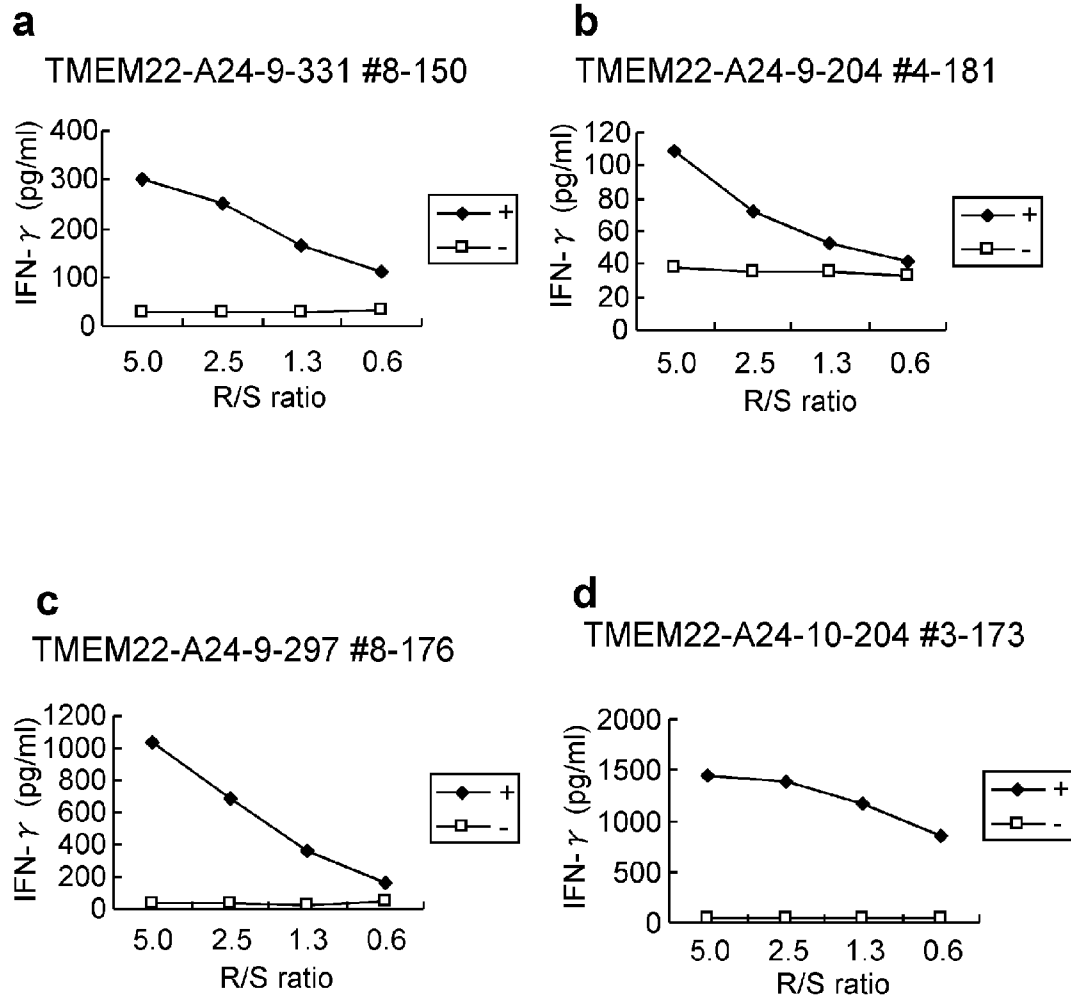 a
TMEM22-A24-9-331 #8-150
IFN-γ (pg/ml)
400
300
200
100
0
5.0 2.5 1.3 0.6
R/S ratio
+
-
b
TMEM22-A24-9-204 #4-181
IFN-γ (pg/ml)
120
100
80
60
40
20
0
5.0 2.5 1.3 0.6
R/S ratio
+
-
c
TMEM22-A24-9-297 #8-176
IFN-γ (pg/ml)
1200
1000
800
600
400
200
0
5.0 2.5 1.3 0.6
R/S ratio
+
-
d
TMEM22-A24-10-204 #3-173
IFN-γ (pg/ml)
2000
1500
1000
500
0
5.0 2.5 1.3 0.6
R/S ratio
+
-